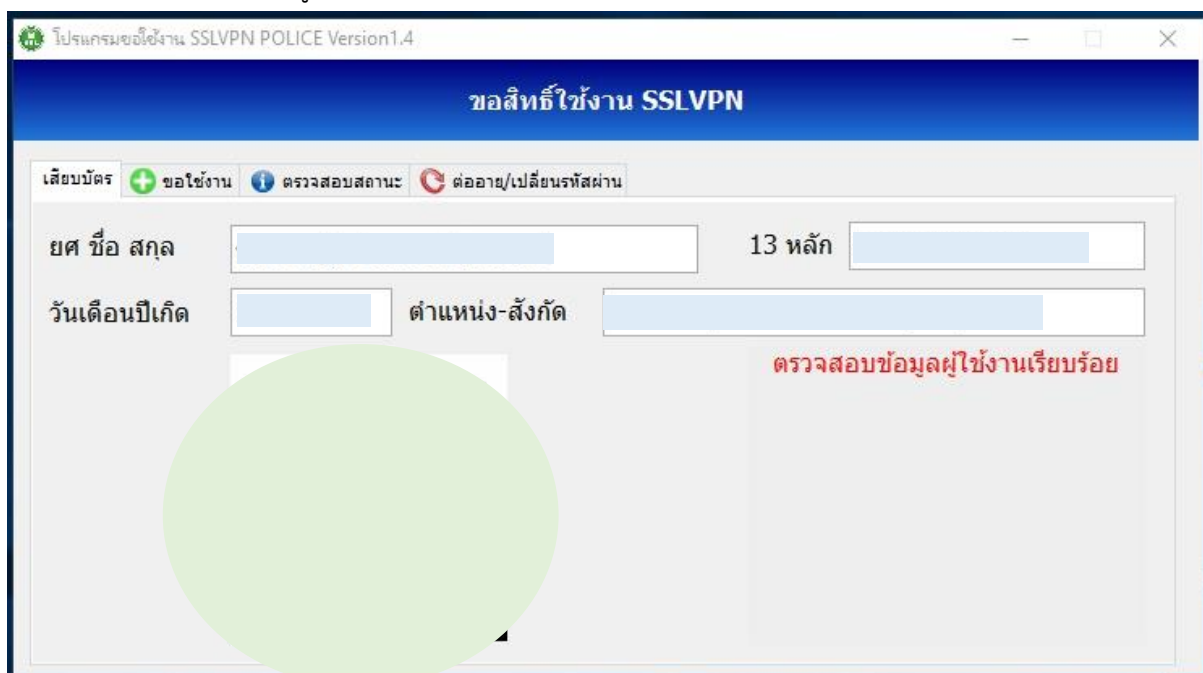 โปรแกรมขอใช้งาน SSLVPN POLICE Version1.4
ขอสิทธิ์ใช้งาน SSLVPN
เสียบบัตร ขอใช้งาน ตรวจสอบสถานะ ต่ออายุ/เปลี่ยนรหัสผ่าน
ยศ ชื่อ สกุล 13 หลัก
วันเดือนปีเกิด ตำแหน่ง-สังกัด
ตรวจสอบข้อมูลผู้ใช้งานเรียบร้อย